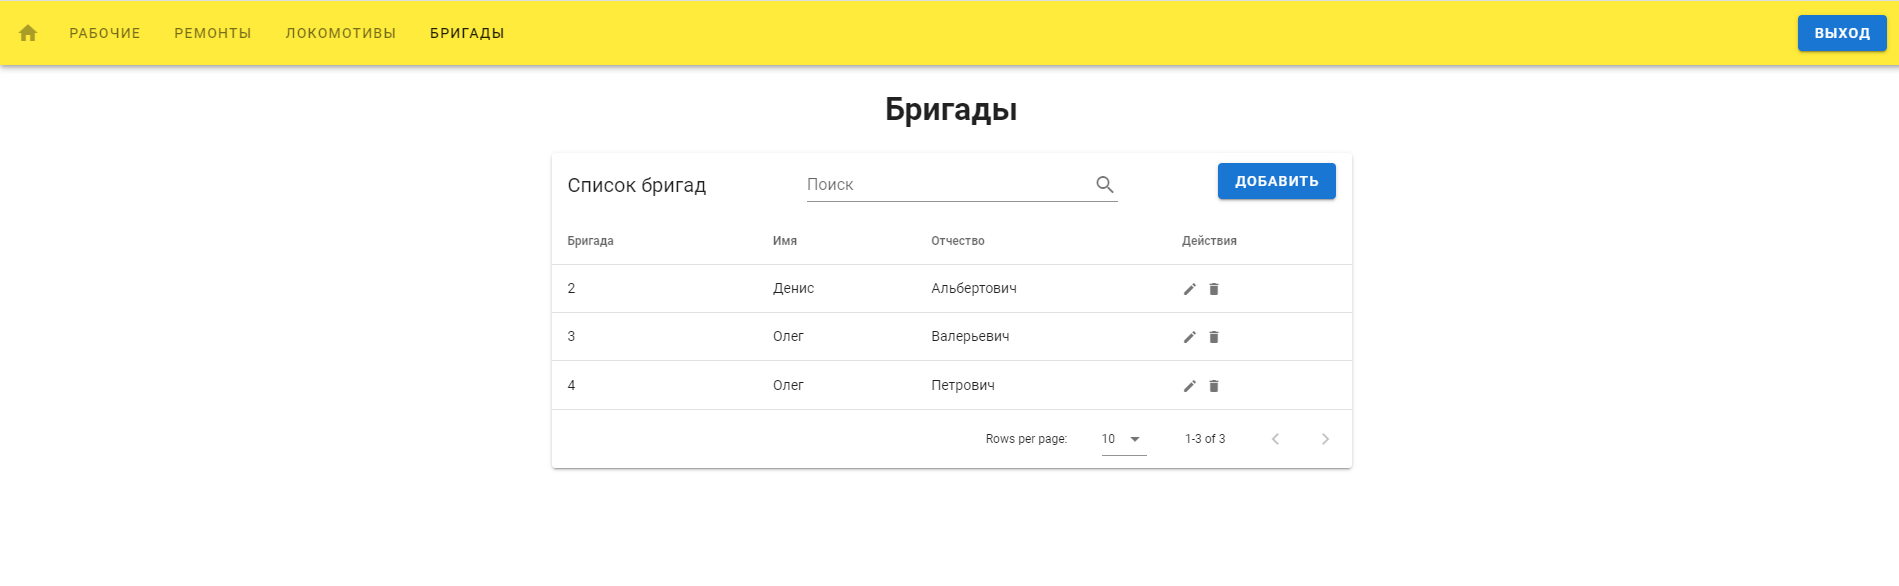 РАБОЧИЕ РЕМОНТЫ ЛОКОМОТИВЫ БРИГАДЫ ВЫХОД
Бригады
Список бригад Поиск ДОБАВИТЬ
Бригада Имя Отчество Действия
2 Денис Альбертович
3 Олег Валерьевич
4 Олег Петрович
Rows per page: 10 1-3 of 3